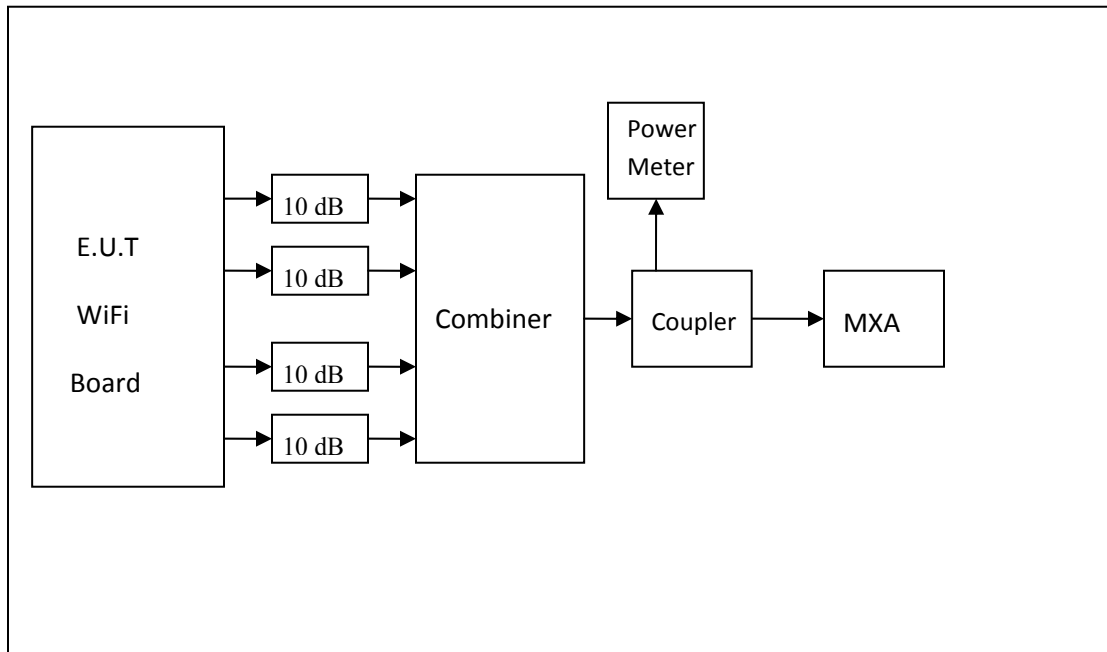 E.U.T
WiFi
Board
10 dB
10 dB
10 dB
10 dB
Combiner
Power
Meter
Coupler
MXA